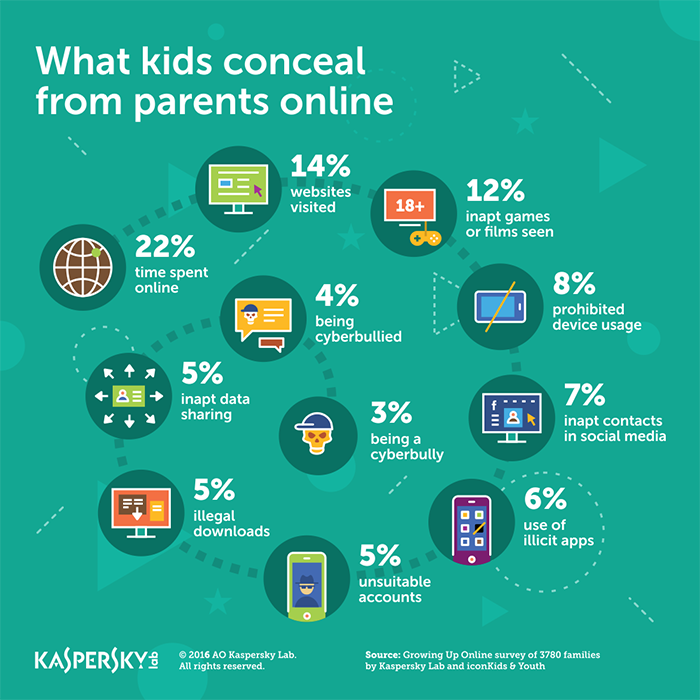 What kids conceal
from parents online
22%
time spent
online
14%
websites
visited
18+
12%
inapt games
or films seen
8%
prohibited
device usage
f
7%
inapt contacts
in social media
6%
use of
illicit apps
5%
unsuitable
accounts
5%
illegal
downloads
5%
inapt data
sharing
4%
being
cyberbullied
3%
being a
cyberbully
KASPERSKY lab
© 2016 AO Kaspersky Lab.
All rights reserved.
Source: Growing Up Online survey of 3780 families
by Kaspersky Lab and iconKids & Youth